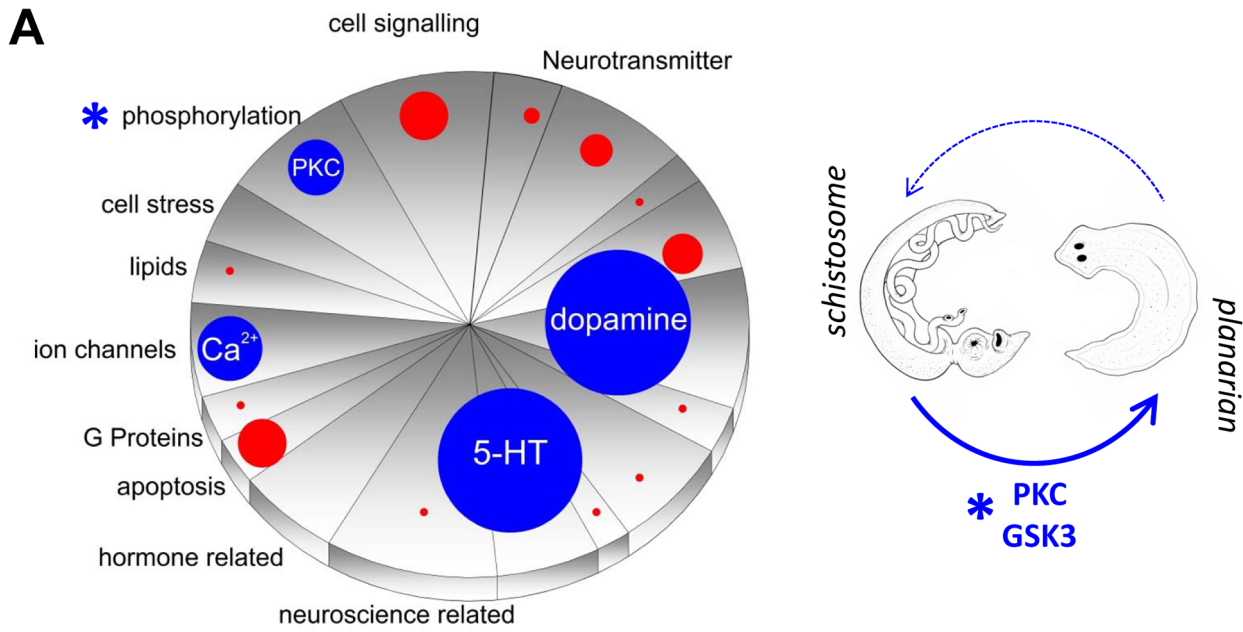 A
cell signalling
Neurotransmitter
* phosphorylation
PKC
cell stress
lipids
dopamine
ion channels
Ca2+
G Proteins
5-HT
apoptosis
hormone related
neuroscience related
schistosome
planarian
* PKC
GSK3